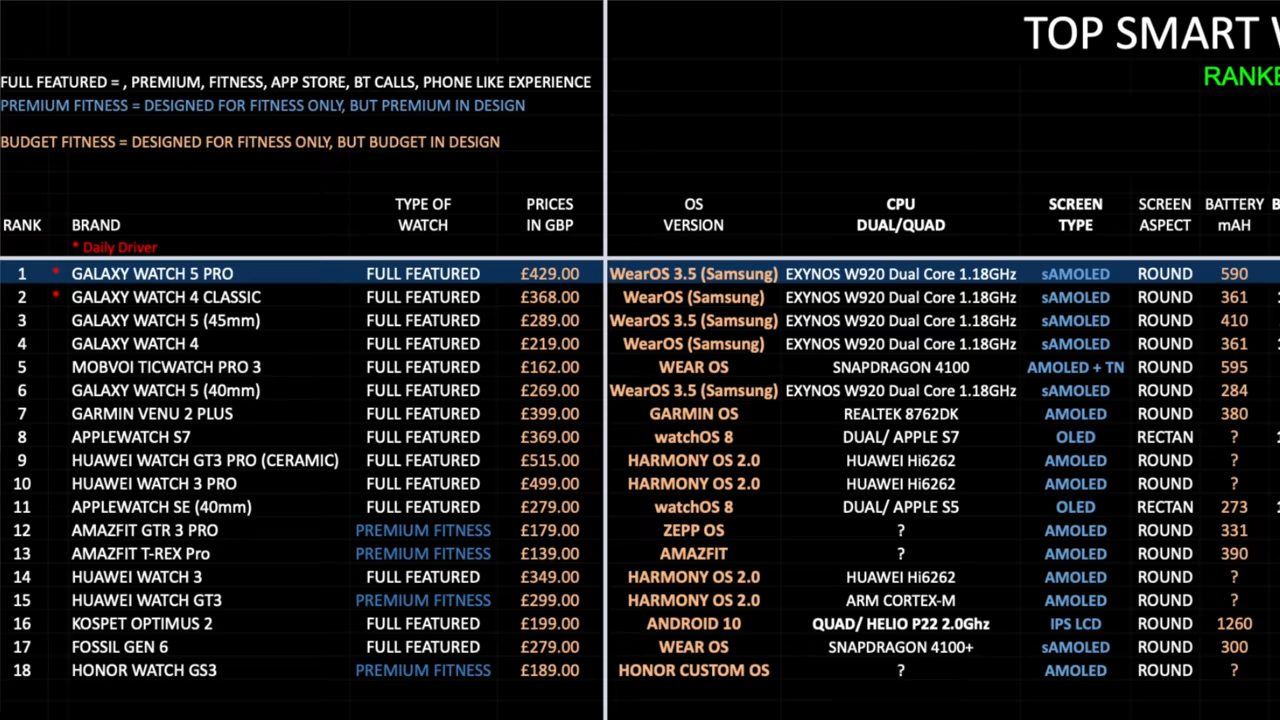 TOP SMART W
RANKE
FULL FEATURED = , PREMIUM, FITNESS, APP STORE, BT CALLS, PHONE LIKE EXPERIENCE
PREMIUM FITNESS = DESIGNED FOR FITNESS ONLY, BUT PREMIUM IN DESIGN
BUDGET FITNESS = DESIGNED FOR FITNESS ONLY, BUT BUDGET IN DESIGN
TYPE OF PRICES OS CPU SCREEN SCREEN BATTERY B
RANK BRAND WATCH IN GBP VERSION DUAL/QUAD TYPE ASPECT mAH
* Daily Driver
1 * GALAXY WATCH 5 PRO FULL FEATURED £429.00 WearOS 3.5 (Samsung) EXYNOS W920 Dual Core 1.18GHz sAMOLED ROUND 590
2 * GALAXY WATCH 4 CLASSIC FULL FEATURED £368.00 WearOS (Samsung) EXYNOS W920 Dual Core 1.18GHz sAMOLED ROUND 361 1
3 GALAXY WATCH 5 (45mm) FULL FEATURED £289.00 WearOS 3.5 (Samsung) EXYNOS W920 Dual Core 1.18GHz sAMOLED ROUND 410
4 GALAXY WATCH 4 FULL FEATURED £219.00 WearOS (Samsung) EXYNOS W920 Dual Core 1.18GHz sAMOLED ROUND 361 1
5 MOBVOI TICWATCH PRO 3 FULL FEATURED £162.00 WEAR OS SNAPDRAGON 4100 AMOLED + TN ROUND 595
6 GALAXY WATCH 5 (40mm) FULL FEATURED £269.00 WearOS 3.5 (Samsung) EXYNOS W920 Dual Core 1.18GHz sAMOLED ROUND 284
7 GARMIN VENU 2 PLUS FULL FEATURED £399.00 GARMIN OS REALTEK 8762DK AMOLED ROUND 380
8 APPLEWATCH S7 FULL FEATURED £369.00 watchOS 8 DUAL/ APPLE S7 OLED RECTAN ? 1
9 HUAWEI WATCH GT3 PRO (CERAMIC) FULL FEATURED £515.00 HARMONY OS 2.0 HUAWEI Hi6262 AMOLED ROUND ?
10 HUAWEI WATCH 3 PRO FULL FEATURED £499.00 HARMONY OS 2.0 HUAWEI Hi6262 AMOLED ROUND ?
11 APPLEWATCH SE (40mm) FULL FEATURED £279.00 watchOS 8 DUAL/ APPLE S5 OLED RECTAN 273 1
12 AMAZFIT GTR 3 PRO PREMIUM FITNESS £179.00 ZEPP OS ? AMOLED ROUND 331
13 AMAZFIT T-REX Pro PREMIUM FITNESS £139.00 AMAZFIT ? AMOLED ROUND 390
14 HUAWEI WATCH 3 FULL FEATURED £349.00 HARMONY OS 2.0 HUAWEI Hi6262 AMOLED ROUND ?
15 HUAWEI WATCH GT3 PREMIUM FITNESS £299.00 HARMONY OS 2.0 ARM CORTEX-M AMOLED ROUND ?
16 KOSPET OPTIMUS 2 FULL FEATURED £199.00 ANDROID 10 QUAD/ HELIO P22 2.0Ghz IPS LCD ROUND 1260
17 FOSSIL GEN 6 FULL FEATURED £279.00 WEAR OS SNAPDRAGON 4100+ sAMOLED ROUND 300
18 HONOR WATCH GS3 PREMIUM FITNESS £189.00 HONOR CUSTOM OS ? AMOLED ROUND ?